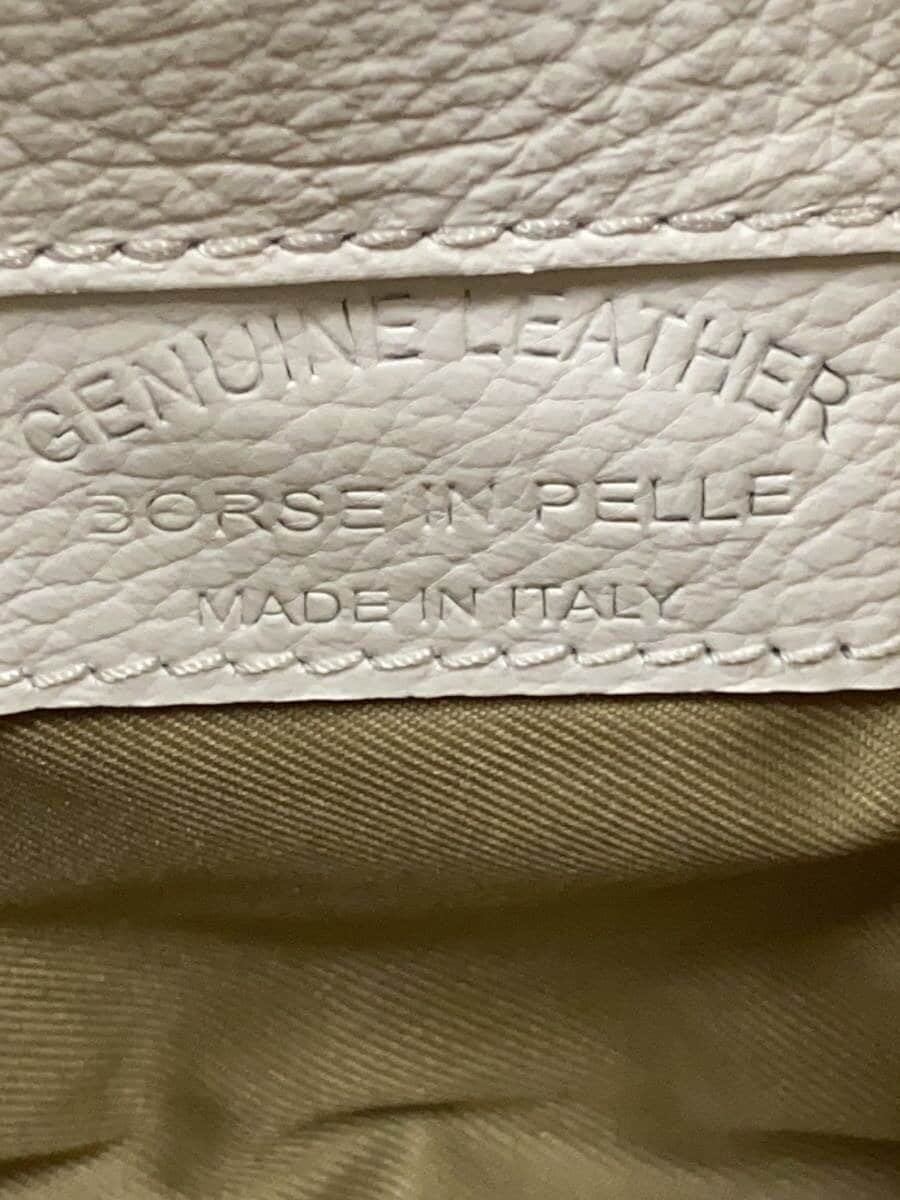 GENUINE LEATHER
BORSE IN PELLE
MADE IN ITALY